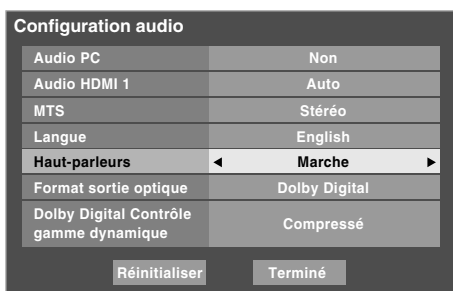 Configuration audio
Audio PC Non
Audio HDMI 1 Auto
MTS Stéréo
Langue English
Haut-parleurs Marche
Format sortie optique Dolby Digital
Dolby Digital Contrôle
gamme dynamique Compressé
Réinitialiser Terminé